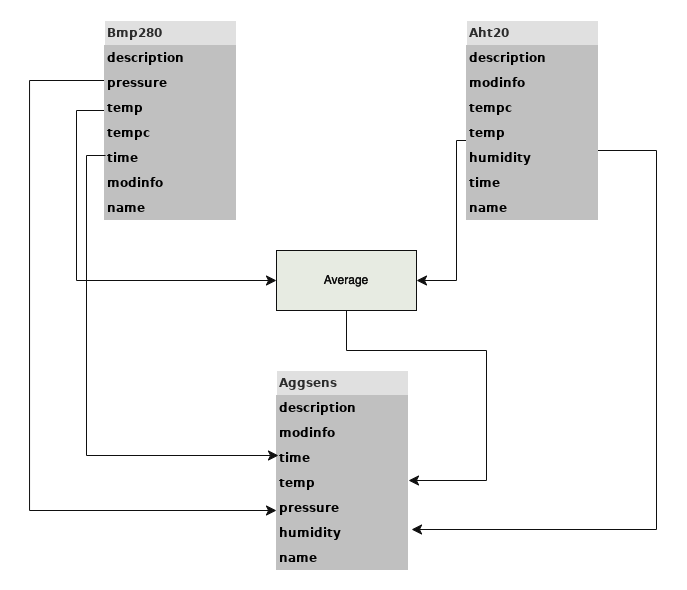 Bmp280
description
pressure
temp
tempc
time
modinfo
name
Aht20
description
modinfo
tempc
temp
humidity
time
name
Average
Aggsens
description
modinfo
time
temp
pressure
humidity
name